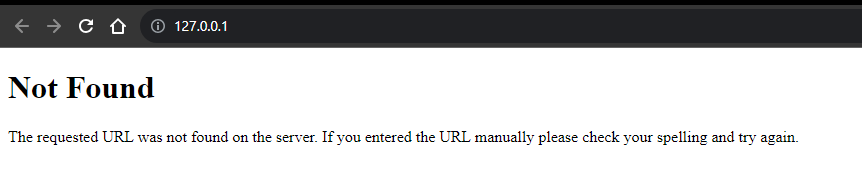 127.0.0.1
Not Found
The requested URL was not found on the server. If you entered the URL manually please check your spelling and try again.